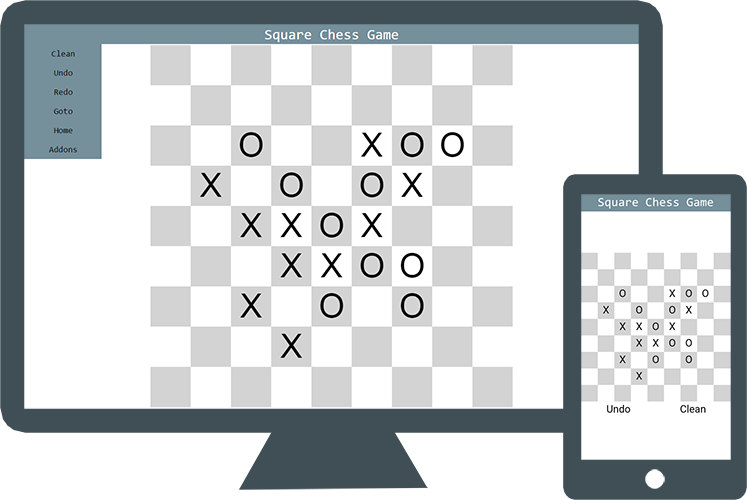 Square Chess Game
Clean
Undo
Redo
Goto
Home
Addons
O X O O
X O O X
X X O X
X X O O
X O O
X
Square Chess Game
O X O O
X O O X
X X O X
X X O O
X O O
X
Undo Clean